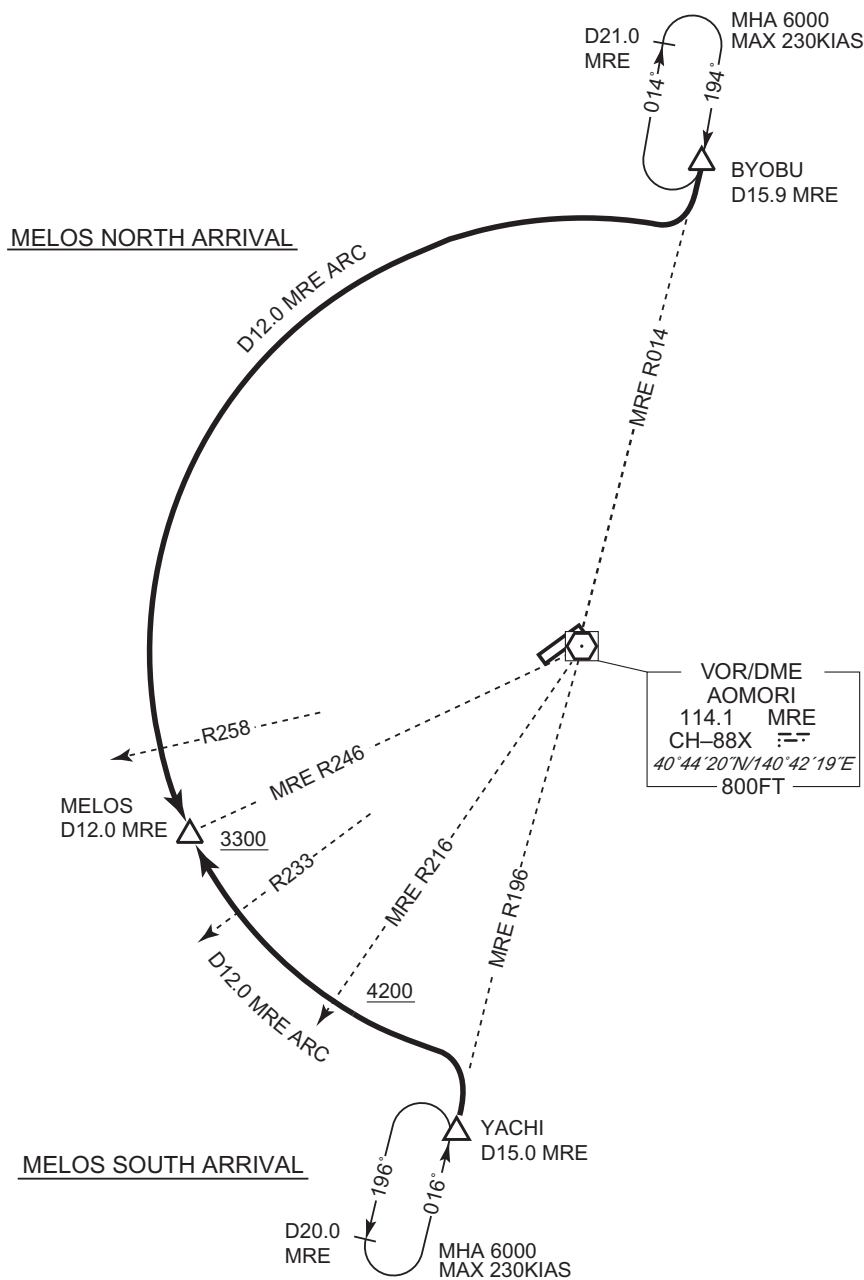 MHA 6000
MAX 230KIAS
D21.0
MRE
014°
194°
BYOBU
D15.9 MRE
MELOS NORTH ARRIVAL
D12.0 MRE ARC
MRE R014
VOR/DME
AOMORI
114.1 MRE
CH–88X
40°44´20˝N/140°42´19˝E
800FT
R258
MRE R246
MELOS
D12.0 MRE
3300
R233
MRE R216
MRE R196
D12.0 MRE ARC
4200
YACHI
D15.0 MRE
MELOS SOUTH ARRIVAL
196°
016°
D20.0
MRE
MHA 6000
MAX 230KIAS